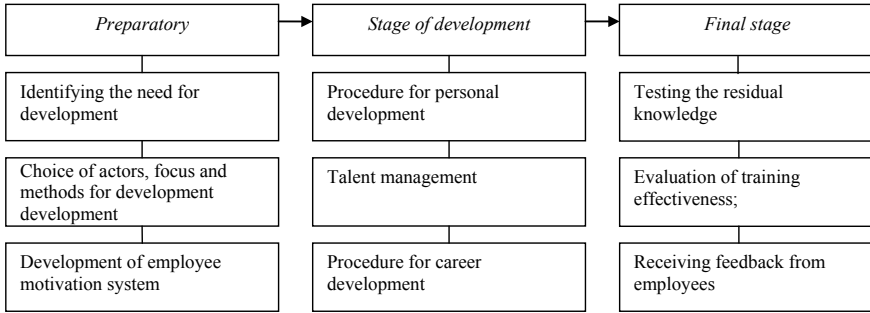 Preparatory
Stage of development
Final stage
Identifying the need for
development
Procedure for personal
development
Testing the residual
knowledge
Choice of actors, focus and
methods for development
development
Talent management
Evaluation of training
effectiveness;
Development of employee
motivation system
Procedure for career
development
Receiving feedback from
employees